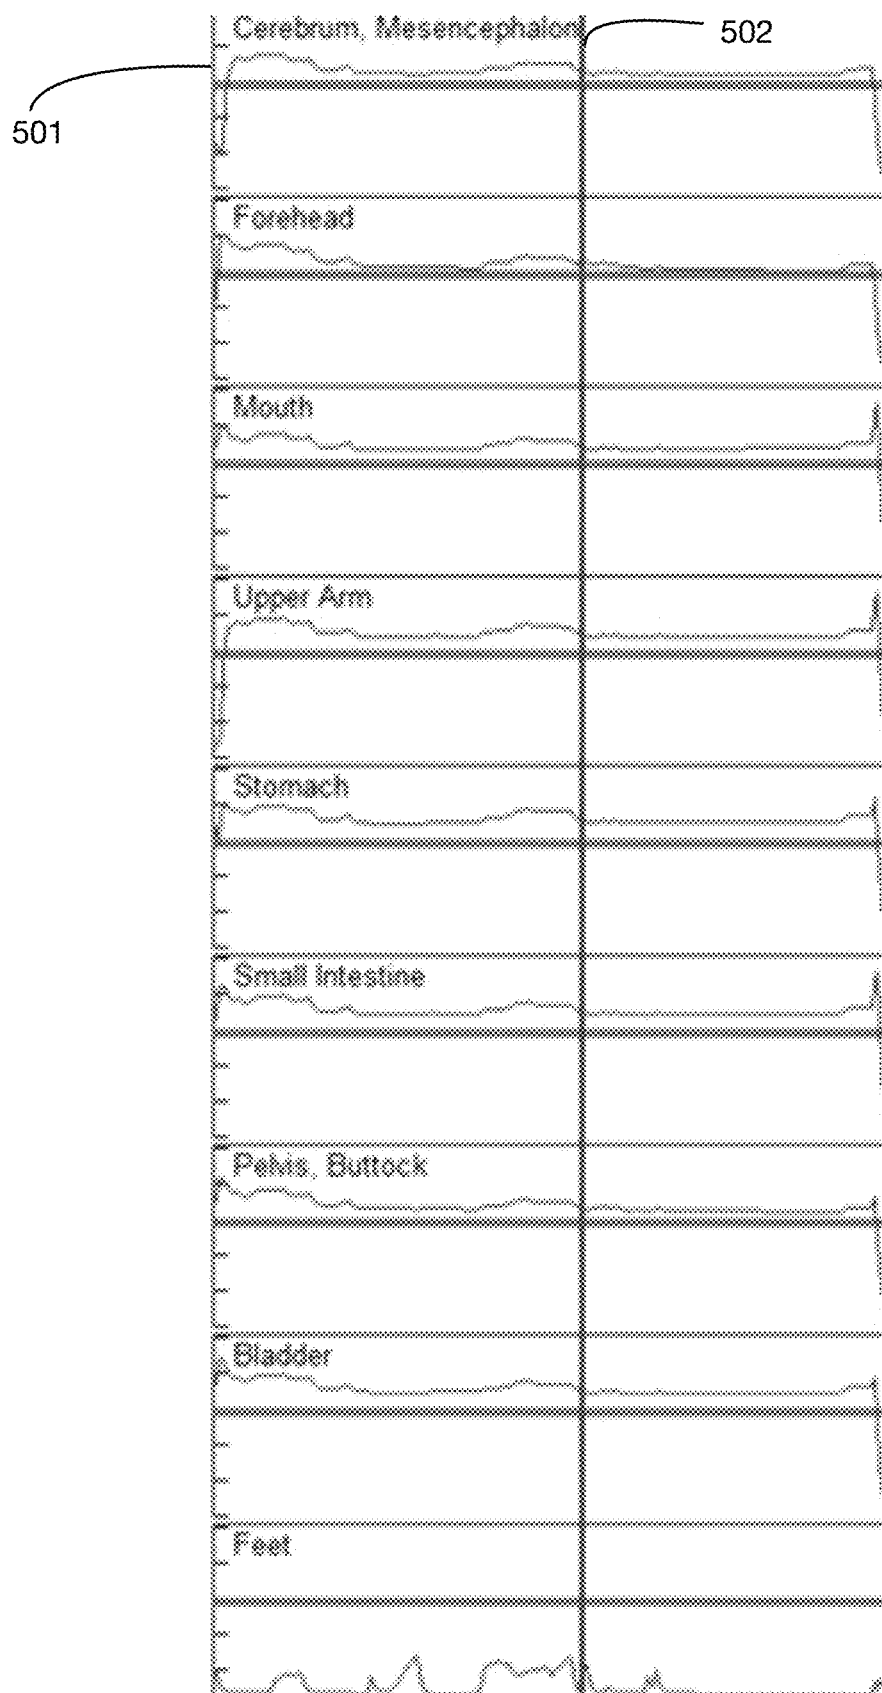 Cerebrum, Mesencephalon
502
501
Forehead
Mouth
Upper Arm
Stomach
Small Intestine
Pelvis, Buttock
Bladder
Feet